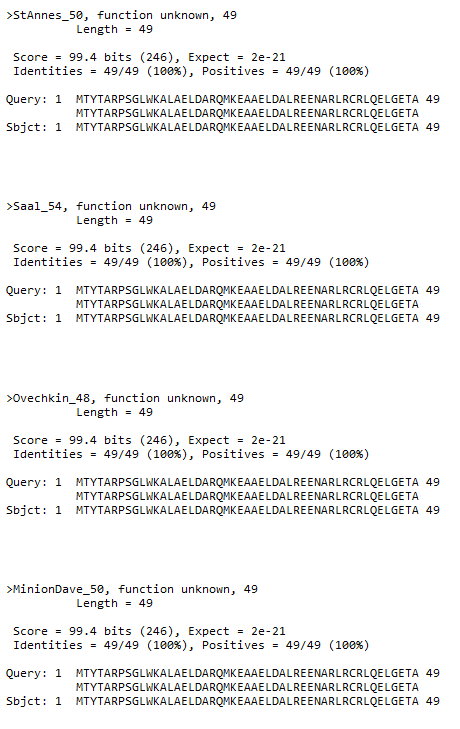 >StAnnes_50, function unknown, 49
Length = 49
Score = 99.4 bits (246), Expect = 2e-21
Identities = 49/49 (100%), Positives = 49/49 (100%)
Query: 1 MTYTARPSGLWKALAELDARQMKEAAELDALREENARLRCRLQELGETA 49
MTYTARPSGLWKALAELDARQMKEAAELDALREENARLRCRLQELGETA
Sbjct: 1 MTYTARPSGLWKALAELDARQMKEAAELDALREENARLRCRLQELGETA 49
>Saal_54, function unknown, 49
Length = 49
Score = 99.4 bits (246), Expect = 2e-21
Identities = 49/49 (100%), Positives = 49/49 (100%)
Query: 1 MTYTARPSGLWKALAELDARQMKEAAELDALREENARLRCRLQELGETA 49
MTYTARPSGLWKALAELDARQMKEAAELDALREENARLRCRLQELGETA
Sbjct: 1 MTYTARPSGLWKALAELDARQMKEAAELDALREENARLRCRLQELGETA 49
>Ovechkin_48, function unknown, 49
Length = 49
Score = 99.4 bits (246), Expect = 2e-21
Identities = 49/49 (100%), Positives = 49/49 (100%)
Query: 1 MTYTARPSGLWKALAELDARQMKEAAELDALREENARLRCRLQELGETA 49
MTYTARPSGLWKALAELDARQMKEAAELDALREENARLRCRLQELGETA
Sbjct: 1 MTYTARPSGLWKALAELDARQMKEAAELDALREENARLRCRLQELGETA 49
>MinionDave_50, function unknown, 49
Length = 49
Score = 99.4 bits (246), Expect = 2e-21
Identities = 49/49 (100%), Positives = 49/49 (100%)
Query: 1 MTYTARPSGLWKALAELDARQMKEAAELDALREENARLRCRLQELGETA 49
MTYTARPSGLWKALAELDARQMKEAAELDALREENARLRCRLQELGETA
Sbjct: 1 MTYTARPSGLWKALAELDARQMKEAAELDALREENARLRCRLQELGETA 49